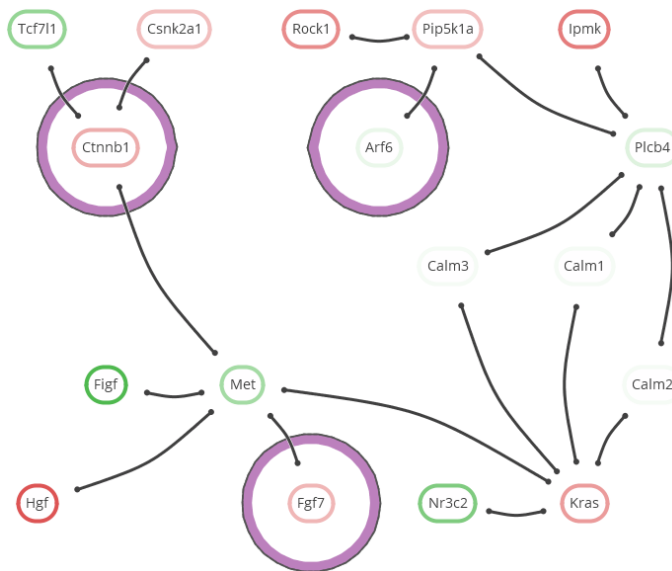 Tcf7l1 Csnk2a1 Rock1 Pip5k1a Ipmk
Ctnnb1 Arf6 Plcb4
Calm3 Calm1
Figf Met Calm2
Hgf Fgf7 Nr3c2 Kras